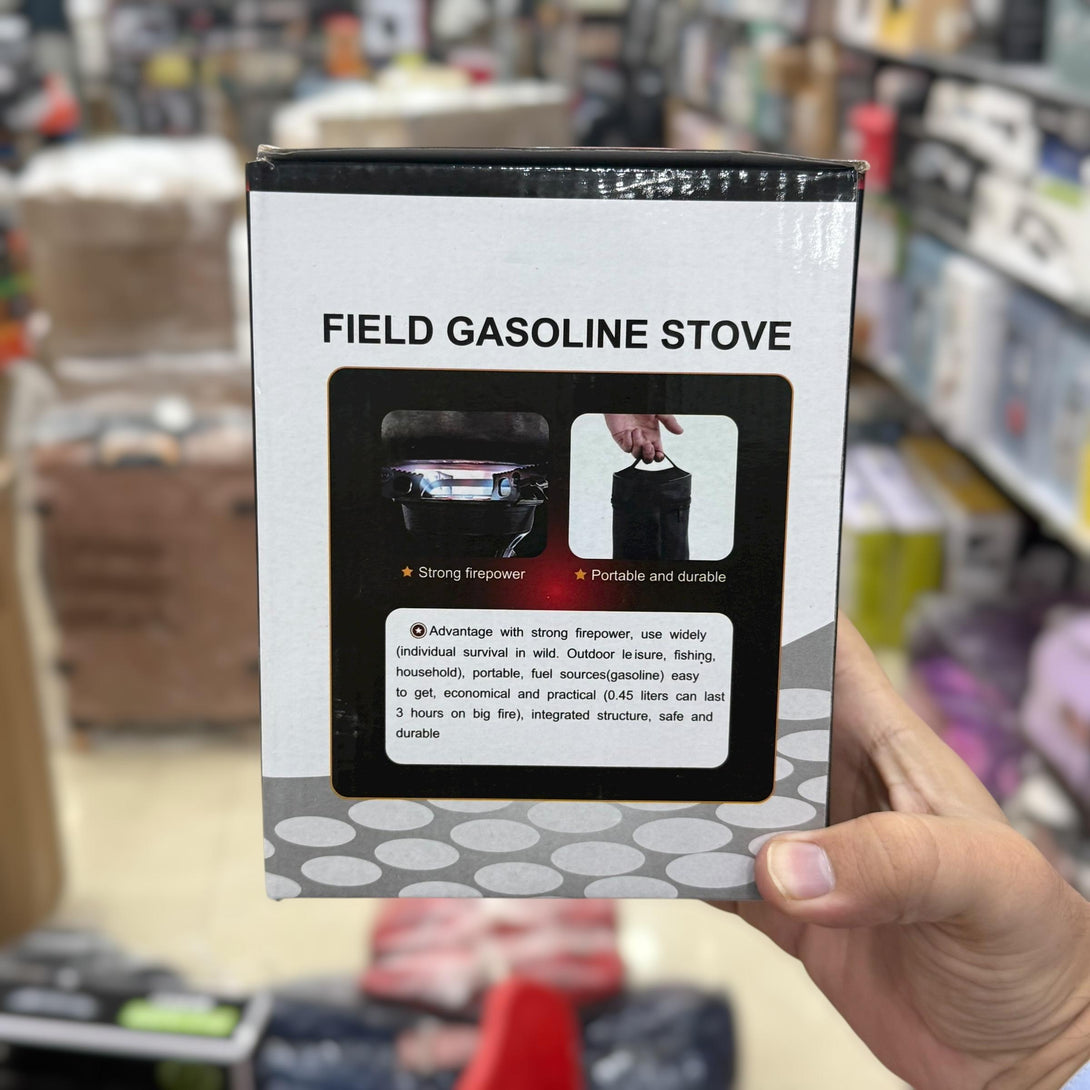 FIELD GASOLINE STOVE
Strong firepower
Portable and durable
Advantage with strong firepower, use widely
(individual survival in wild. Outdoor leisure, fishing,
household), portable, fuel sources(gasoline) easy
to get, economical and practical (0.45 liters can last
3 hours on big fire), integrated structure, safe and
durable